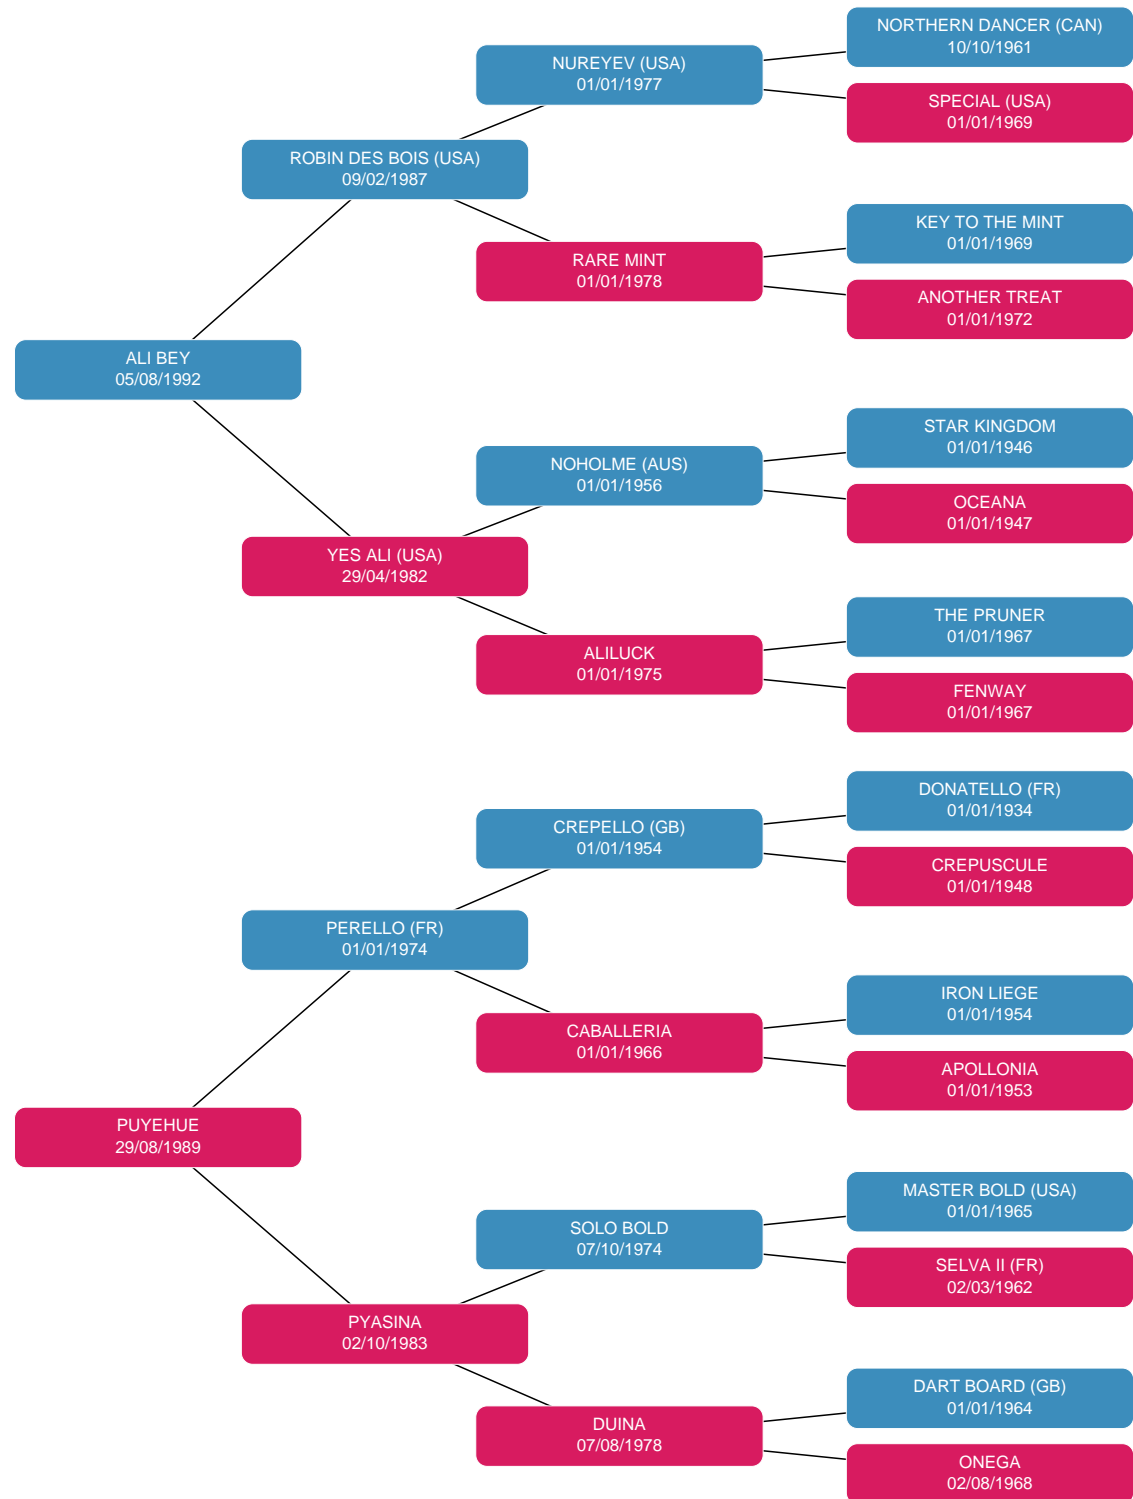 NORTHERN DANCER (CAN)
10/10/1961
NUREYEV (USA)
01/01/1977
SPECIAL (USA)
01/01/1969
ROBIN DES BOIS (USA)
09/02/1987
KEY TO THE MINT
01/01/1969
RARE MINT
01/01/1978
ANOTHER TREAT
01/01/1972
ALI BEY
05/08/1992
STAR KINGDOM
01/01/1946
NOHOLME (AUS)
01/01/1956
OCEANA
01/01/1947
YES ALI (USA)
29/04/1982
THE PRUNER
01/01/1967
ALILUCK
01/01/1975
FENWAY
01/01/1967
DONATELLO (FR)
01/01/1934
CREPELLO (GB)
01/01/1954
CREPUSCULE
01/01/1948
PERELLO (FR)
01/01/1974
IRON LIEGE
01/01/1954
CABALLERIA
01/01/1966
APOLLONIA
01/01/1953
PUYEHUE
29/08/1989
MASTER BOLD (USA)
01/01/1965
SOLO BOLD
07/10/1974
SELVA II (FR)
02/03/1962
PYASINA
02/10/1983
DART BOARD (GB)
01/01/1964
DUINA
07/08/1978
ONEGA
02/08/1968